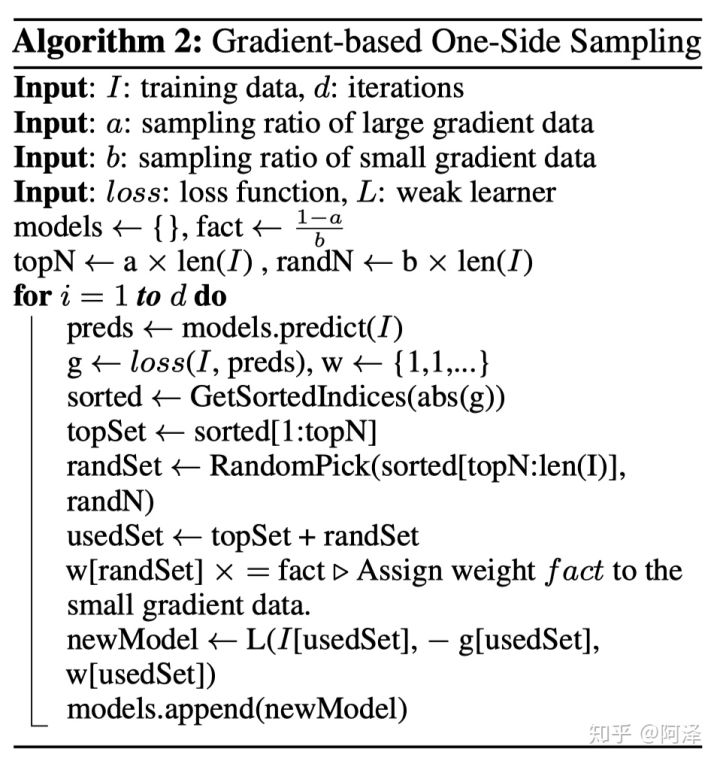 Algorithm 2: Gradient-based One-Side Sampling
Input: I: training data, d: iterations
Input: a: sampling ratio of large gradient data
Input: b: sampling ratio of small gradient data
Input: loss: loss function, L: weak learner
models ← {}, fact ← (1−a)/b
topN ← a × len(I) , randN ← b × len(I)
for i = 1 to d do
preds ← models.predict(I)
g ← loss(I, preds), w ← {1,1,...}
sorted ← GetSortedIndices(abs(g))
topSet ← sorted[1:topN]
randSet ← RandomPick(sorted[topN:len(I)],
randN)
usedSet ← topSet + randSet
w[randSet] × = fact ▷ Assign weight fact to the
small gradient data.
newModel ← L(I[usedSet], − g[usedSet],
w[usedSet])
models.append(newModel)
知乎 @阿泽